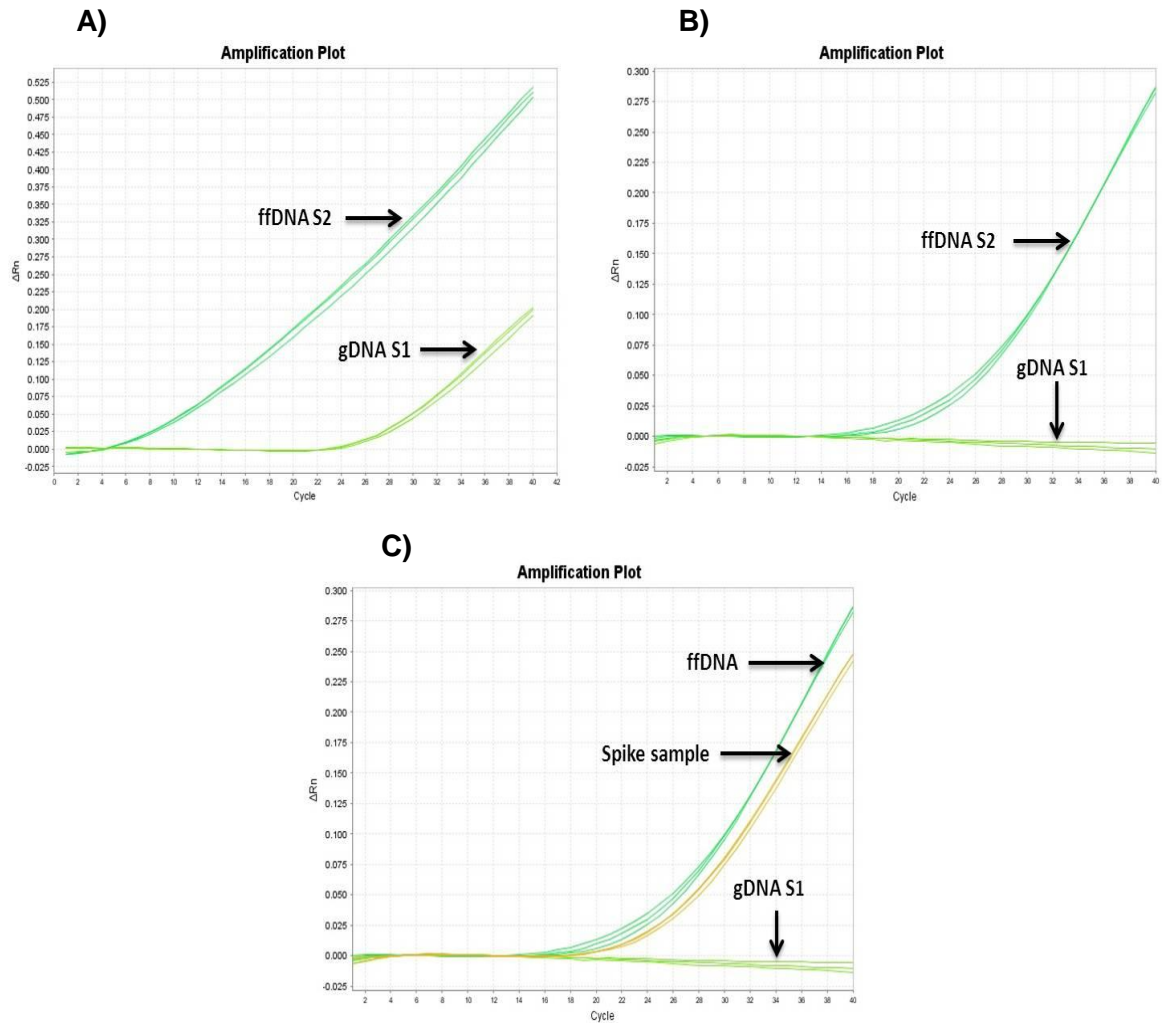 A)
Amplification Plot
0.525
0.500
0.475
0.450
0.425
0.400
0.375
0.350
0.325
0.300
0.275
0.250
0.225
0.200
0.175
0.150
0.125
0.100
0.075
0.050
0.025
0.000
-0.025
ΔRn
ffDNA S2
gDNA S1
0 2 4 6 8 10 12 14 16 18 20 22 24 26 28 30 32 34 36 38 40 42
Cycle
B)
Amplification Plot
0.300
0.275
0.250
0.225
0.200
0.175
0.150
0.125
0.100
0.075
0.050
0.025
0.000
-0.025
ΔRn
ffDNA S2
gDNA S1
2 4 6 8 10 12 14 16 18 20 22 24 26 28 30 32 34 36 38 40
Cycle
C)
Amplification Plot
0.300
0.275
0.250
0.225
0.200
0.175
0.150
0.125
0.100
0.075
0.050
0.025
0.000
-0.025
ΔRn
ffDNA
Spike sample
gDNA S1
2 4 6 8 10 12 14 16 18 20 22 24 26 28 30 32 34 36 38 40
Cycle